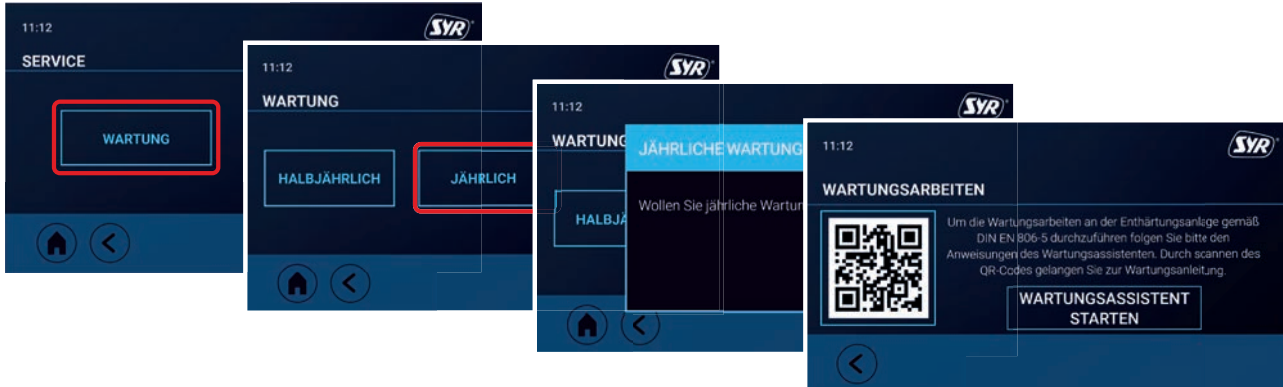 11:12
SYR
SERVICE
WARTUNG
11:12
SYR
WARTUNG
HALBJÄHRLICH
JÄHRLICH
11:12
SYR
WARTUNG
JÄHRLICHE WARTUNG
Wollen Sie jährliche
11:12
SYR
WARTUNGSARBEITEN
Um die Wartungsarbeiten an der Enthärtungsanlage gemäß
DIN EN 806-5 durchzuführen folgen Sie bitte den
Anweisungen des Wartungsassistenten. Durch scannen des
QR-Codes gelangen Sie zur Wartungsanleitung.
WARTUNGSASSISTENT
STARTEN